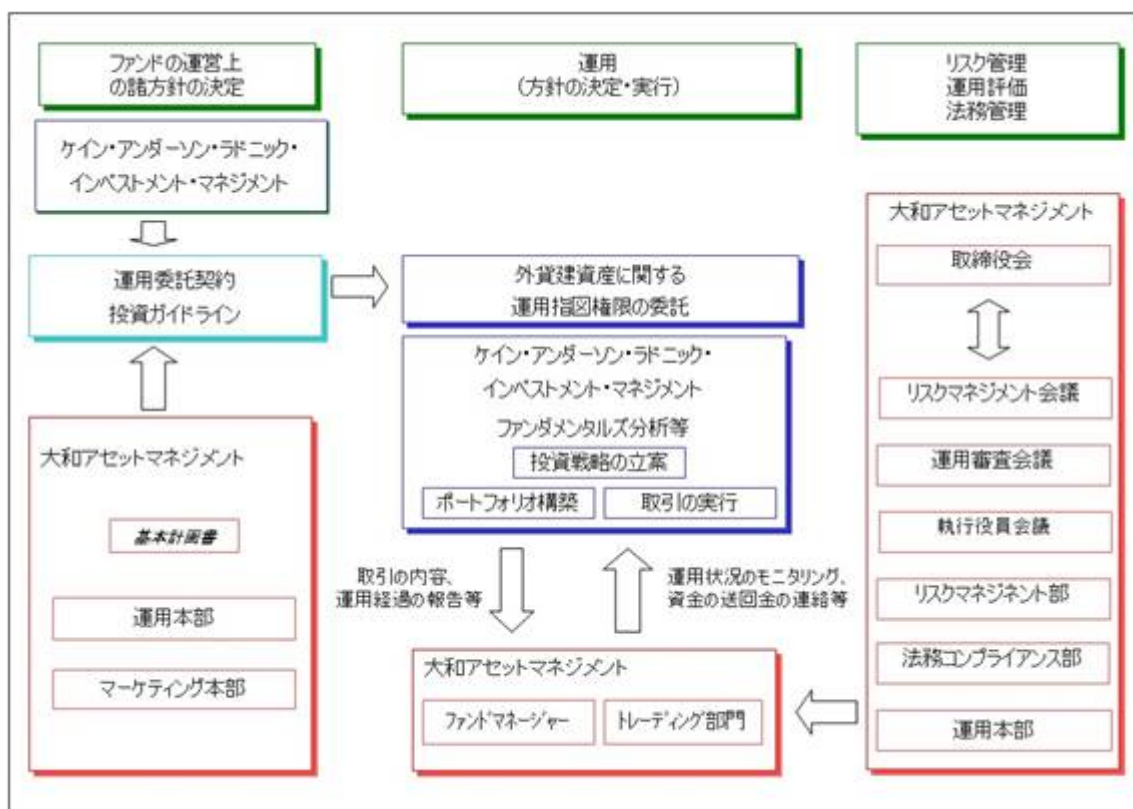 ファンドの運営上
の諸方針の決定
運用
(方針の決定・実行)
リスク管理
運用評価
法務管理
ケイン・アンダーソン・ラドニック・
インベストメント・マネジメント
運用委託契約
投資ガイドライン
大和アセットマネジメント
基本計画書
運用本部
マーケティング本部
外貨建資産に関する
運用指図権限の委託
ケイン・アンダーソン・ラドニック・
インベストメント・マネジメント
ファンダメンタルズ分析等
投資戦略の立案
ポートフォリオ構築
取引の実行
取引の内容、
運用経過の報告等
運用状況のモニタリング、
資金の送回金の連絡等
大和アセットマネジメント
ファンドマネージャー
トレーディング部門
大和アセットマネジメント
取締役会
リスクマネジメント会議
運用審査会議
執行役員会議
リスクマネジネント部
法務コンプライアンス部
運用本部